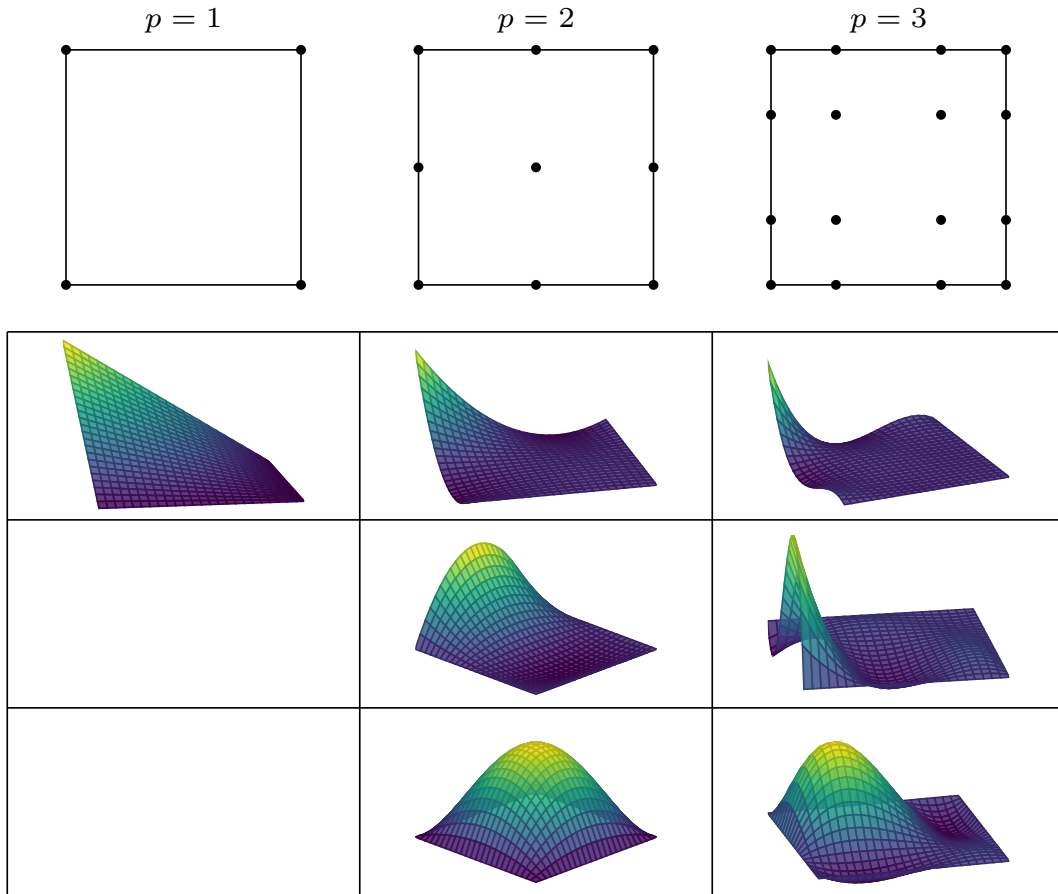 p = 1
p = 2
p = 3